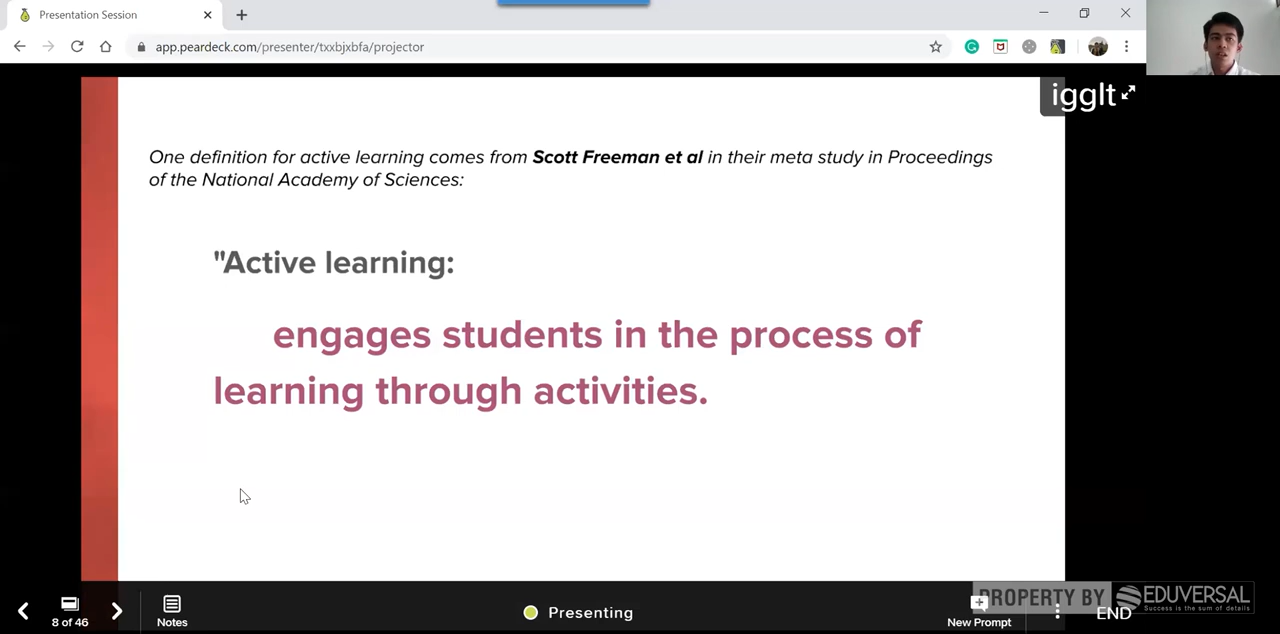 Presentation Session
app.peardeck.com/presenter/txxbjxbfa/projector
igglt
One definition for active learning comes from Scott Freeman et al in their meta study in Proceedings
of the National Academy of Sciences:
"Active learning:
engages students in the process of
learning through activities.
8 of 46
Notes
Presenting
New Prompt
END
PROPERTY BY EDUVERSAL
Success is the sum of details